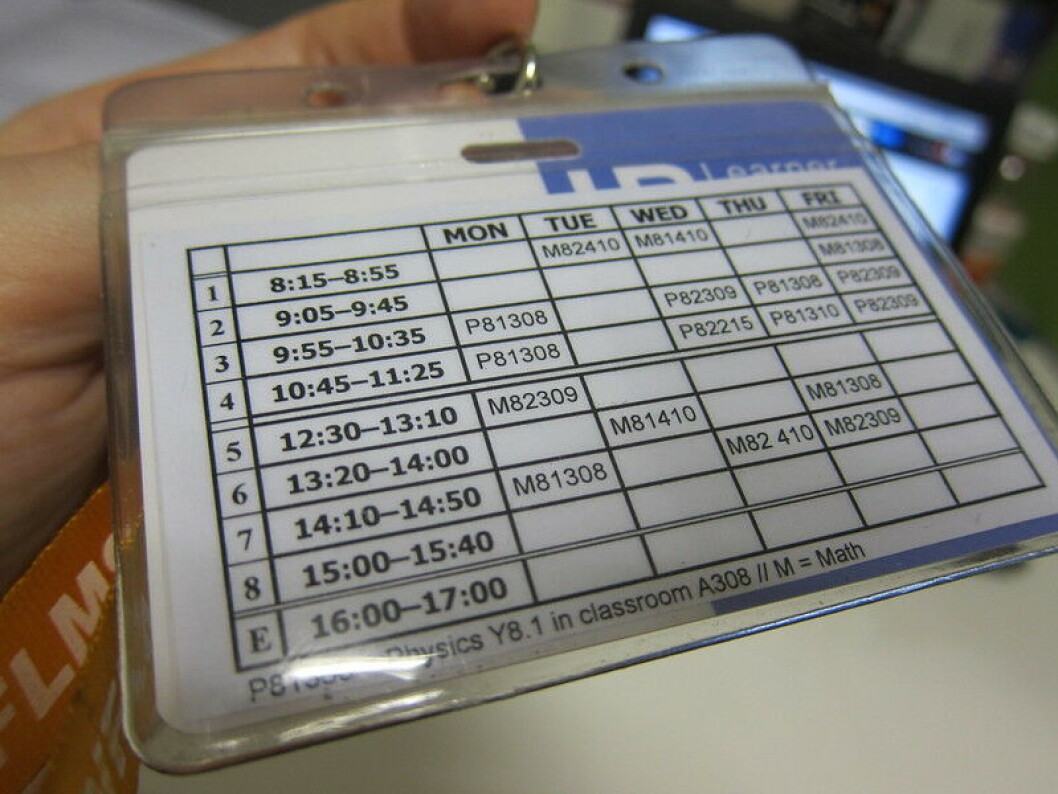 Learner
MON TUE WED THU FRI
1 8:15–8:55 M82410 M81410 M82410
2 9:05–9:45 M81308
3 9:55–10:35 P81308 P82309 P81308 P82309
4 10:45–11:25 P81308 P82215 P81310 P82309
5 12:30–13:10 M82309
6 13:20–14:00 M81410 M81308
7 14:10–14:50 M81308 M82 410 M82309
8 15:00–15:40
E 16:00–17:00
Physics Y8.1 in classroom A308 // M = Math